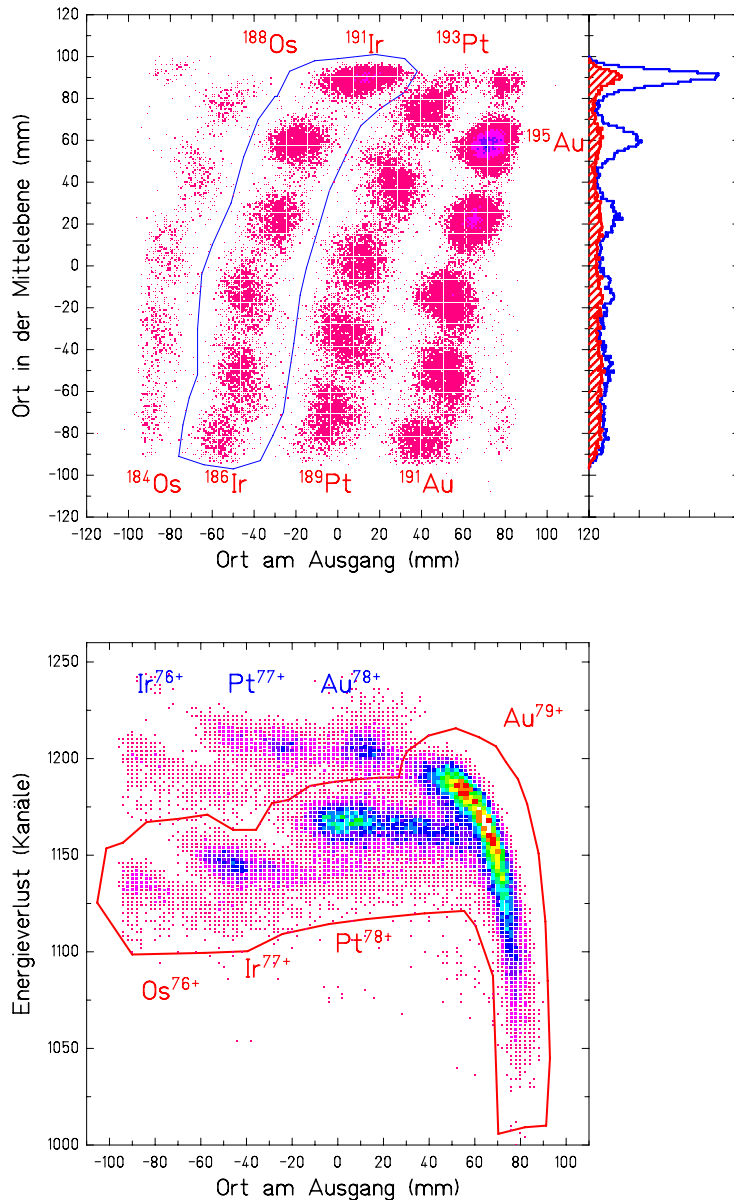 120
188Os 191Ir 193Pt
100
80
60
195Au
40
20
0
-20
-40
-60
-80
-100
184Os 186Ir 189Pt 191Au
-120
-120 -100 -80 -60 -40 -20 0 20 40 60 80 100 120
Ort in der Mittelebene (mm)
Ort am Ausgang (mm)
1250
Ir76+ Pt77+ Au78+
Au79+
1200
1150
1100
Pt78+
Ir77+
Os76+
1050
1000
-100 -80 -60 -40 -20 0 20 40 60 80 100
Energieverlust (Kanäle)
Ort am Ausgang (mm)